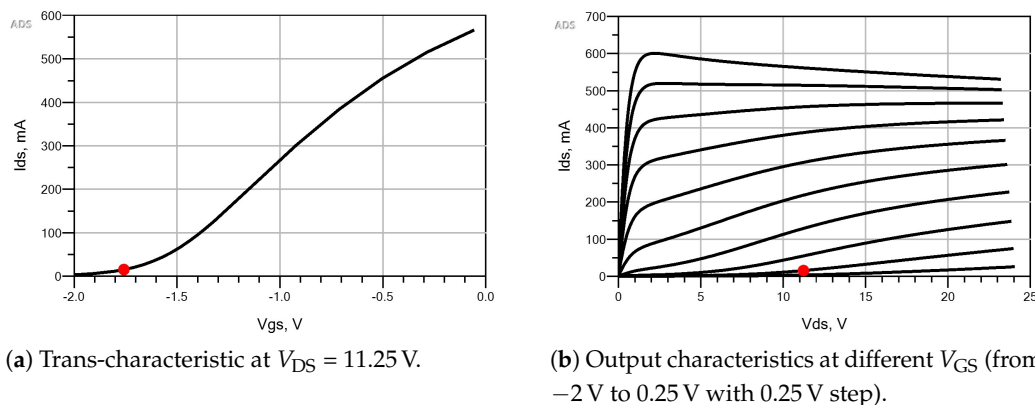 ADS
600
500
400
300
200
100
0
Ids, mA
-2.0 -1.5 -1.0 -0.5 0.0
Vgs, V
(a) Trans-characteristic at VDS = 11.25 V.
ADS
700
600
500
400
300
200
100
0
Ids, mA
0 5 10 15 20 25
Vds, V
(b) Output characteristics at different VGS (from
−2 V to 0.25 V with 0.25 V step).